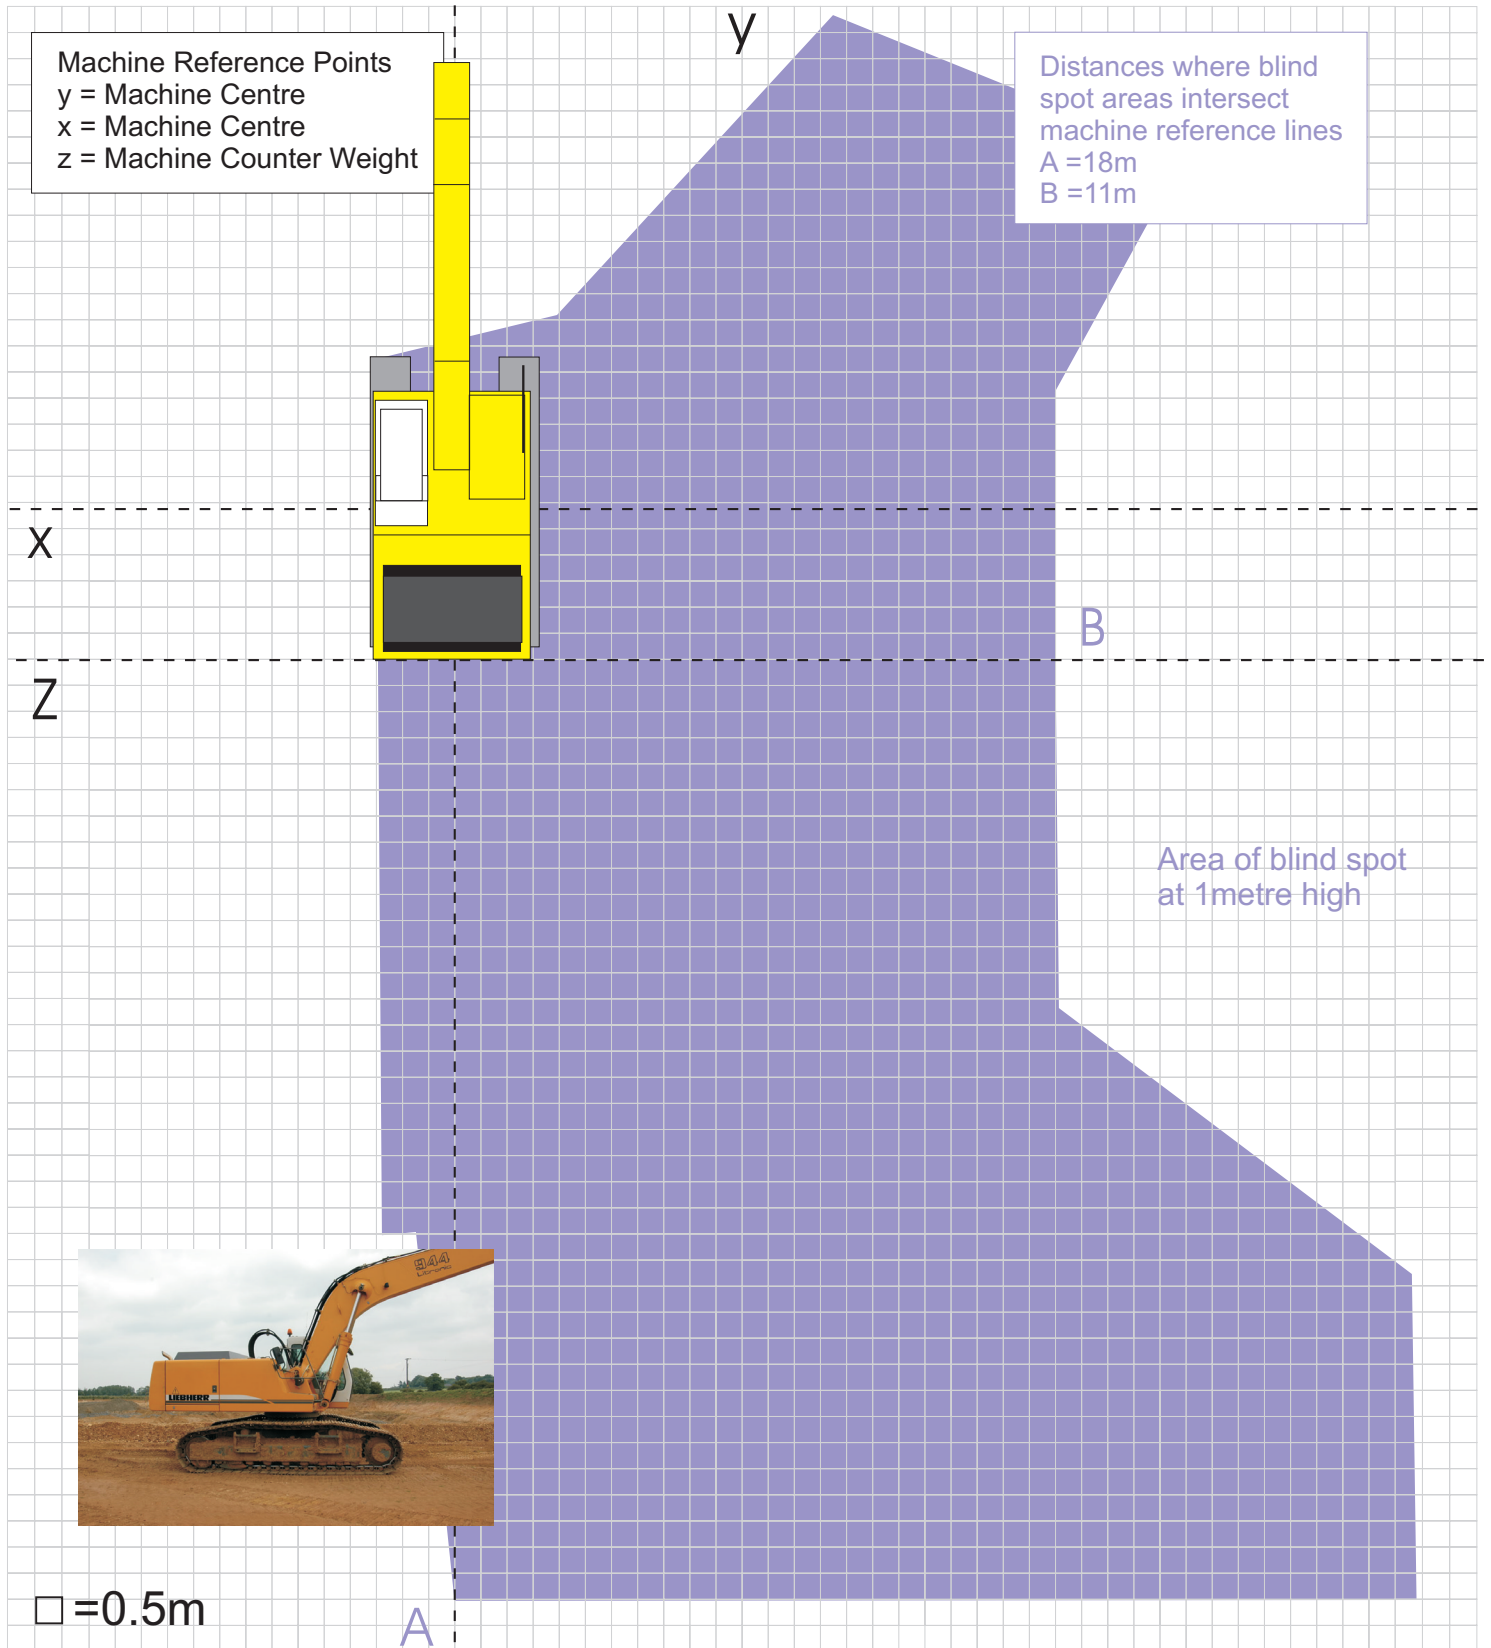 y
Machine Reference Points
y = Machine Centre
x = Machine Centre
z = Machine Counter Weight
Distances where blind
spot areas intersect
machine reference lines
A =18m
B =11m
X
B
Z
Area of blind spot
at 1metre high
944
Litronic
LIEBHERR
=0.5m
A